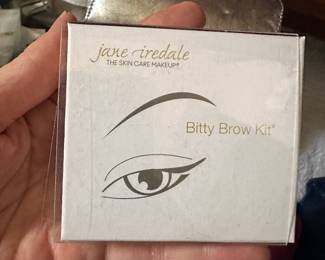 jane iredale
THE SKIN CARE MAKEUP®
Bitty Brow Kit®